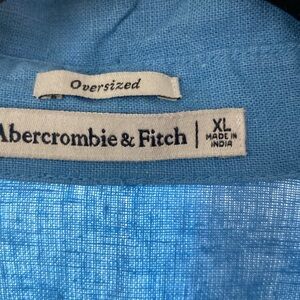 Oversized
Abercrombie & Fitch
XL
MADE IN
INDIA